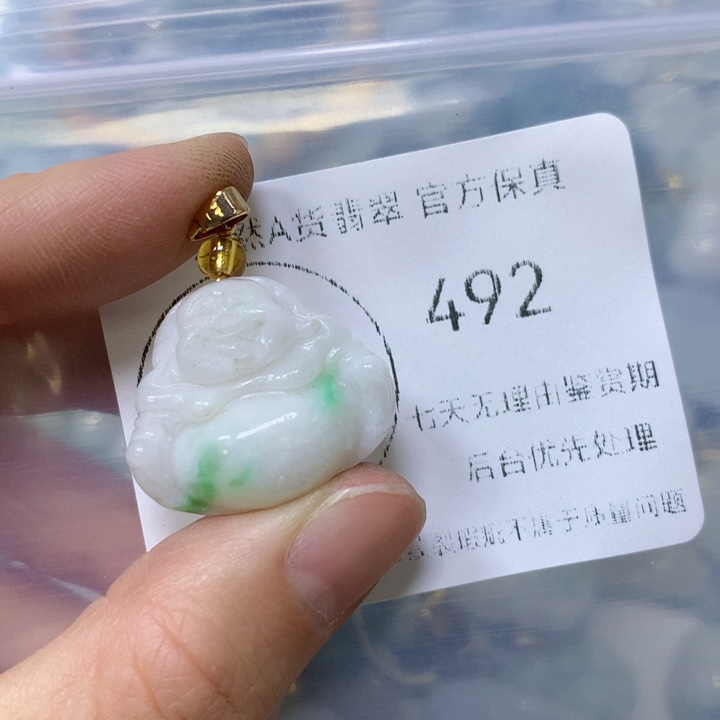 然A货翡翠 官方保真
492
七天无理由鉴赏期
后台优先处理
裂瑕疵不属于质量问题